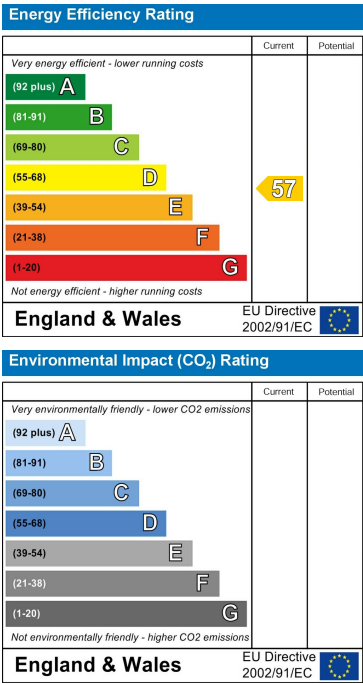 Energy Efficiency Rating
Current Potential
Very energy efficient - lower running costs
(92 plus) A
(81-91) B
(69-80) C
(55-68) D
57
(39-54) E
(21-38) F
(1-20) G
Not energy efficient - higher running costs
England & Wales
EU Directive
2002/91/EC
Environmental Impact (CO₂) Rating
Current Potential
Very environmentally friendly - lower CO2 emissions
(92 plus) A
(81-91) B
(69-80) C
(55-68) D
(39-54) E
(21-38) F
(1-20) G
Not environmentally friendly - higher CO2 emissions
England & Wales
EU Directive
2002/91/EC